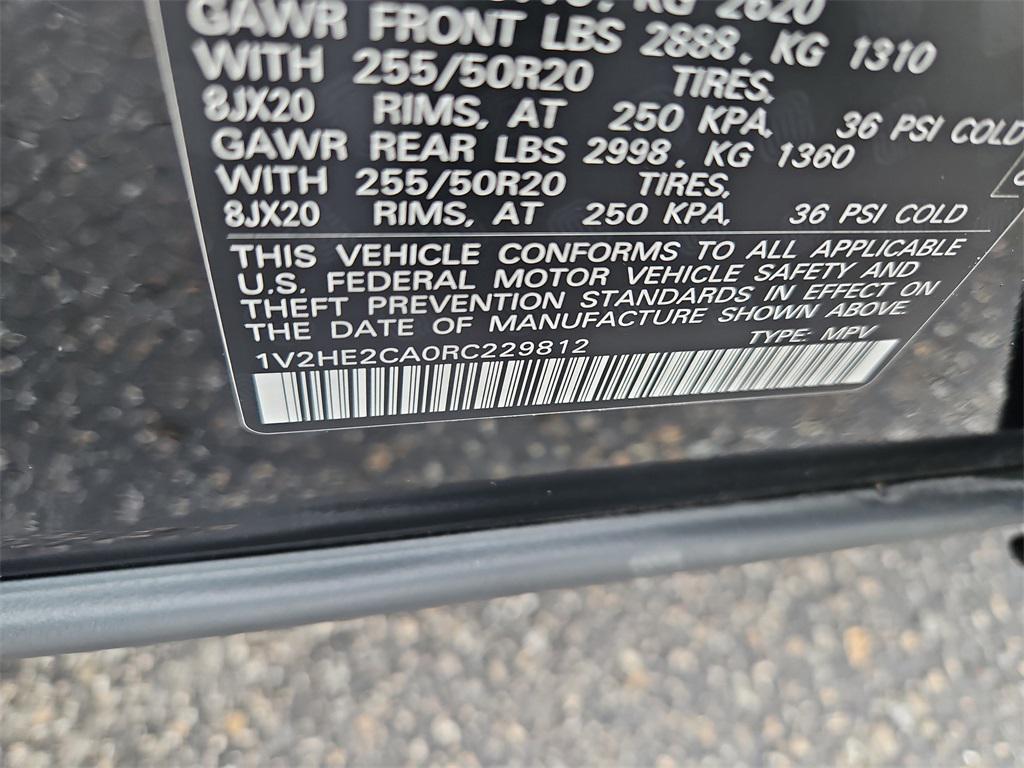 KG 2620
GAWR FRONT LBS 2888, KG 1310
WITH 255/50R20 TIRES,
8JX20 RIMS, AT 250 KPA, 36 PSI COLD
GAWR REAR LBS 2998, KG 1360
WITH 255/50R20 TIRES,
8JX20 RIMS, AT 250 KPA, 36 PSI COLD
THIS VEHICLE CONFORMS TO ALL APPLICABLE
U.S. FEDERAL MOTOR VEHICLE SAFETY AND
THEFT PREVENTION STANDARDS IN EFFECT ON
THE DATE OF MANUFACTURE SHOWN ABOVE.
1V2HE2CA0RC229812 TYPE: MPV